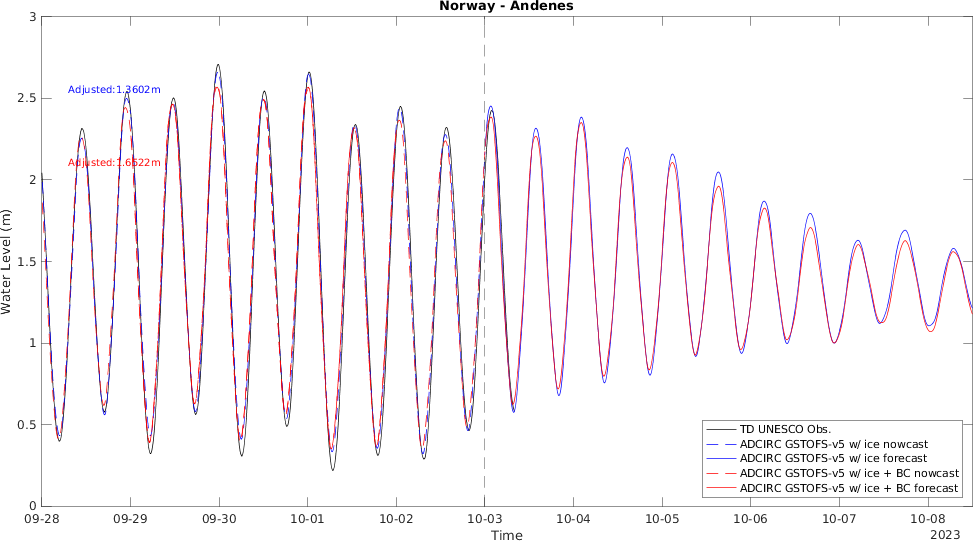 Norway - Andenes
3
2.5
2
1.5
1
0.5
0
Water Level (m)
Adjusted:1.3602m
Adjusted:1.6622m
TD UNESCO Obs.
ADCIRC GSTOFS-v5 w/ ice nowcast
ADCIRC GSTOFS-v5 w/ ice forecast
ADCIRC GSTOFS-v5 w/ ice + BC nowcast
ADCIRC GSTOFS-v5 w/ ice + BC forecast
09-28 09-29 09-30 10-01 10-02 10-03 10-04 10-05 10-06 10-07 10-08
2023
Time